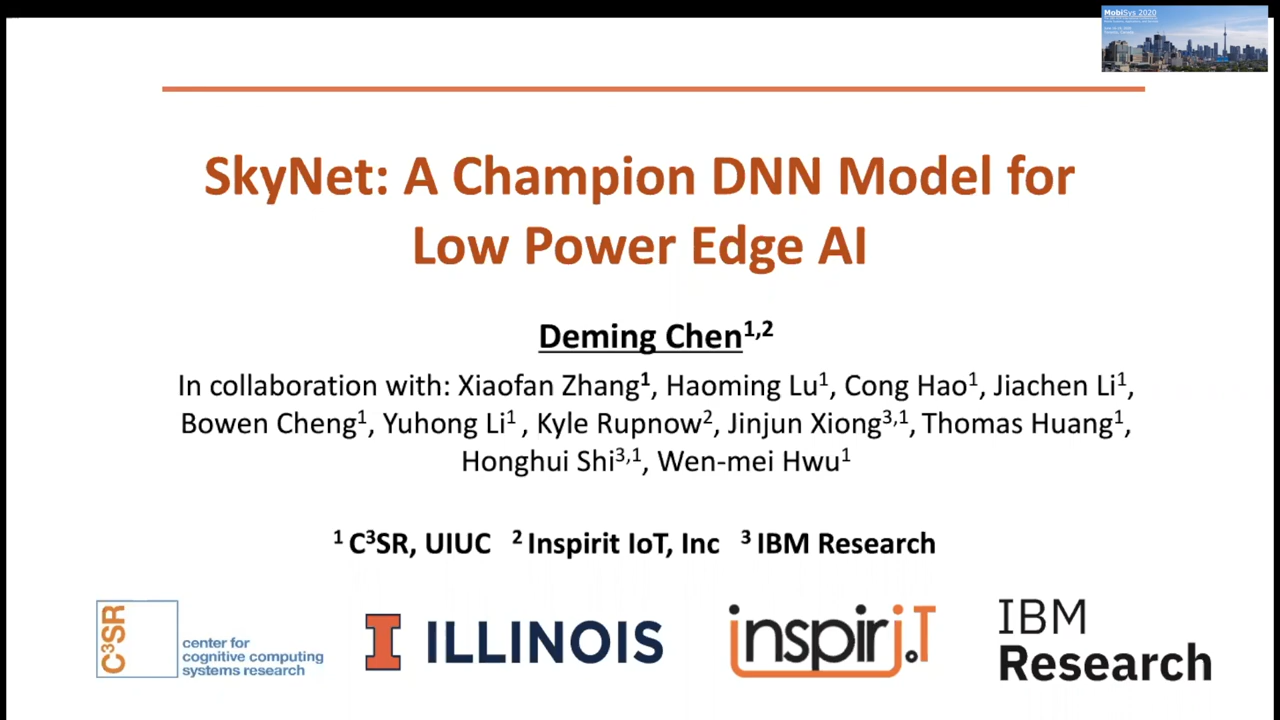 MobiSys 2020
SkyNet: A Champion DNN Model for
Low Power Edge AI
Deming Chen1,2
In collaboration with: Xiaofan Zhang1, Haoming Lu1, Cong Hao1, Jiachen Li1,
Bowen Cheng1, Yuhong Li1 , Kyle Rupnow2, Jinjun Xiong3,1, Thomas Huang1,
Honghui Shi3,1, Wen-mei Hwu1
1 C3SR, UIUC 2 Inspirit IoT, Inc 3 IBM Research
C3SR
center for
cognitive computing
systems research
I ILLINOIS
inspirIoT
IBM
Research